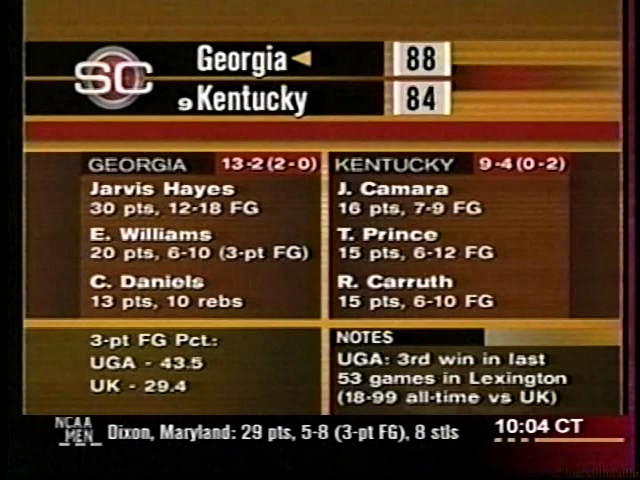 SC
Georgia 88
9 Kentucky 84
GEORGIA 13-2 (2-0)
Jarvis Hayes
30 pts, 12-18 FG
E. Williams
20 pts, 6-10 (3-pt FG)
C. Daniels
13 pts, 10 rebs
KENTUCKY 9-4 (0-2)
J. Camara
16 pts, 7-9 FG
T. Prince
15 pts, 6-12 FG
R. Carruth
15 pts, 6-10 FG
3-pt FG Pct.:
UGA - 43.5
UK - 29.4
NOTES
UGA: 3rd win in last
53 games in Lexington
(18-99 all-time vs UK)
NCAA
MEN
Dixon, Maryland: 29 pts, 5-8 (3-pt FG), 8 stls
10:04 CT